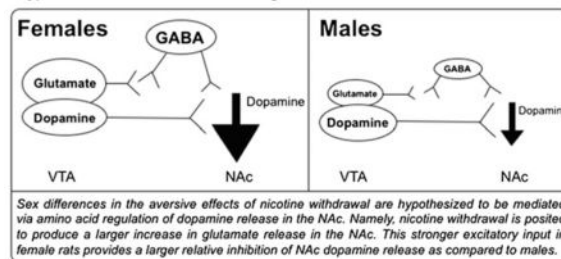 Females
Males
GABA
GABA
Glutamate
Glutamate
Dopamine
Dopamine
Dopamine
VTA
NAc
VTA
NAc
Sex differences in the aversive effects of nicotine withdrawal are hypothesized to be mediated
via amino acid regulation of dopamine release in the NAc. Namely, nicotine withdrawal is posited
to produce a larger increase in glutamate release in the NAc. This stronger excitatory input
female rats provides a larger relative inhibition of NAc dopamine release as compared to males.